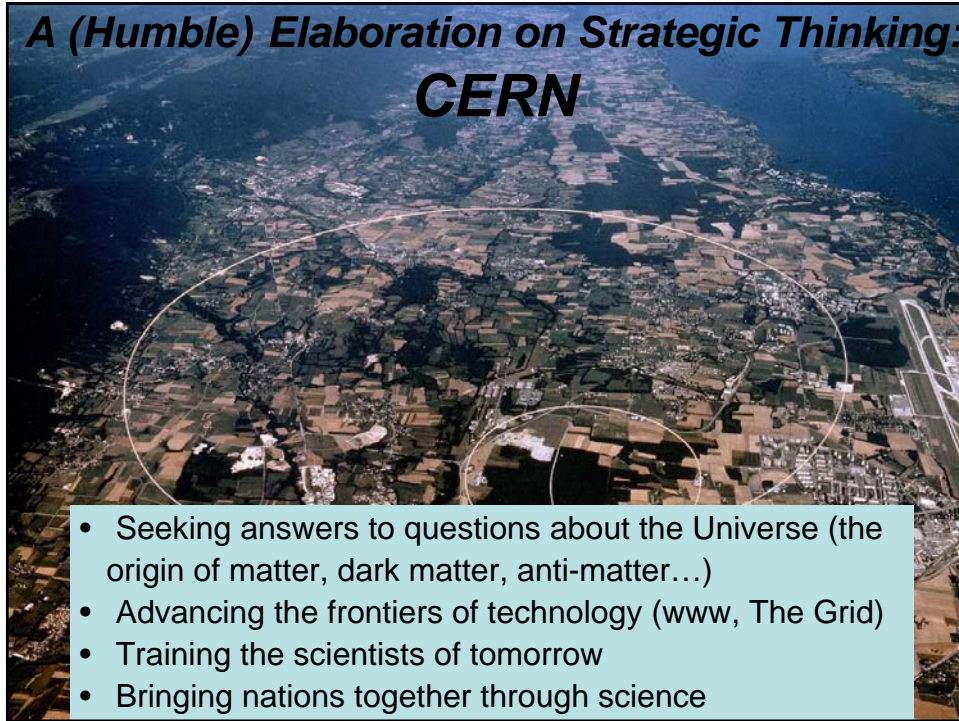 A (Humble) Elaboration on Strategic Thinking:
CERN
• Seeking answers to questions about the Universe (the
origin of matter, dark matter, anti-matter…)
• Advancing the frontiers of technology (www, The Grid)
• Training the scientists of tomorrow
• Bringing nations together through science